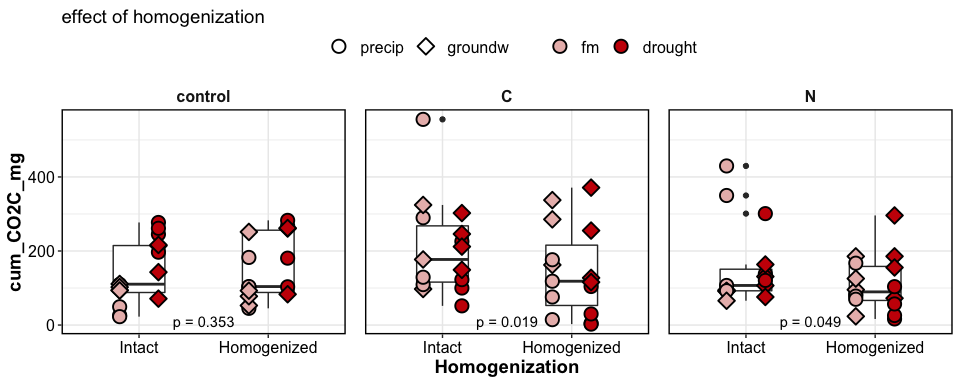 effect of homogenization
precip groundw fm drought
control C N
cum_CO2C_mg
400
200
0
p = 0.353 p = 0.019 p = 0.049
Intact Homogenized Intact Homogenized Intact Homogenized
Homogenization